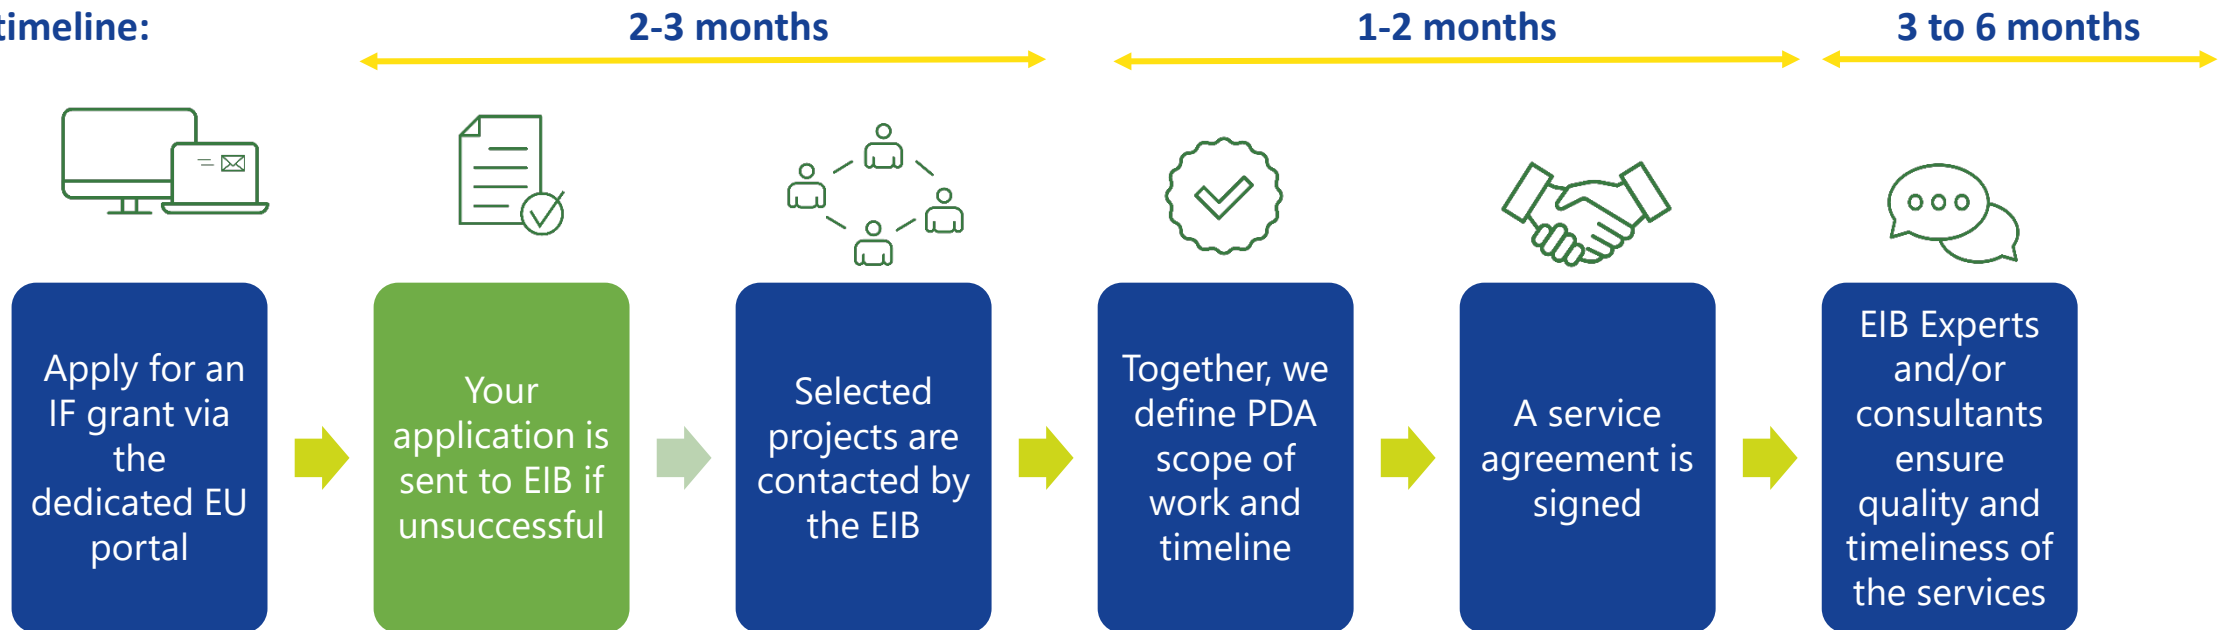 timeline:
2-3 months
1-2 months
3 to 6 months
Apply for an
IF grant via
the
dedicated EU
portal
Your
application is
sent to EIB if
unsuccessful
Selected
projects are
contacted by
the EIB
Together, we
define PDA
scope of
work and
timeline
A service
agreement is
signed
EIB Experts
and/or
consultants
ensure
quality and
timeliness of
the services